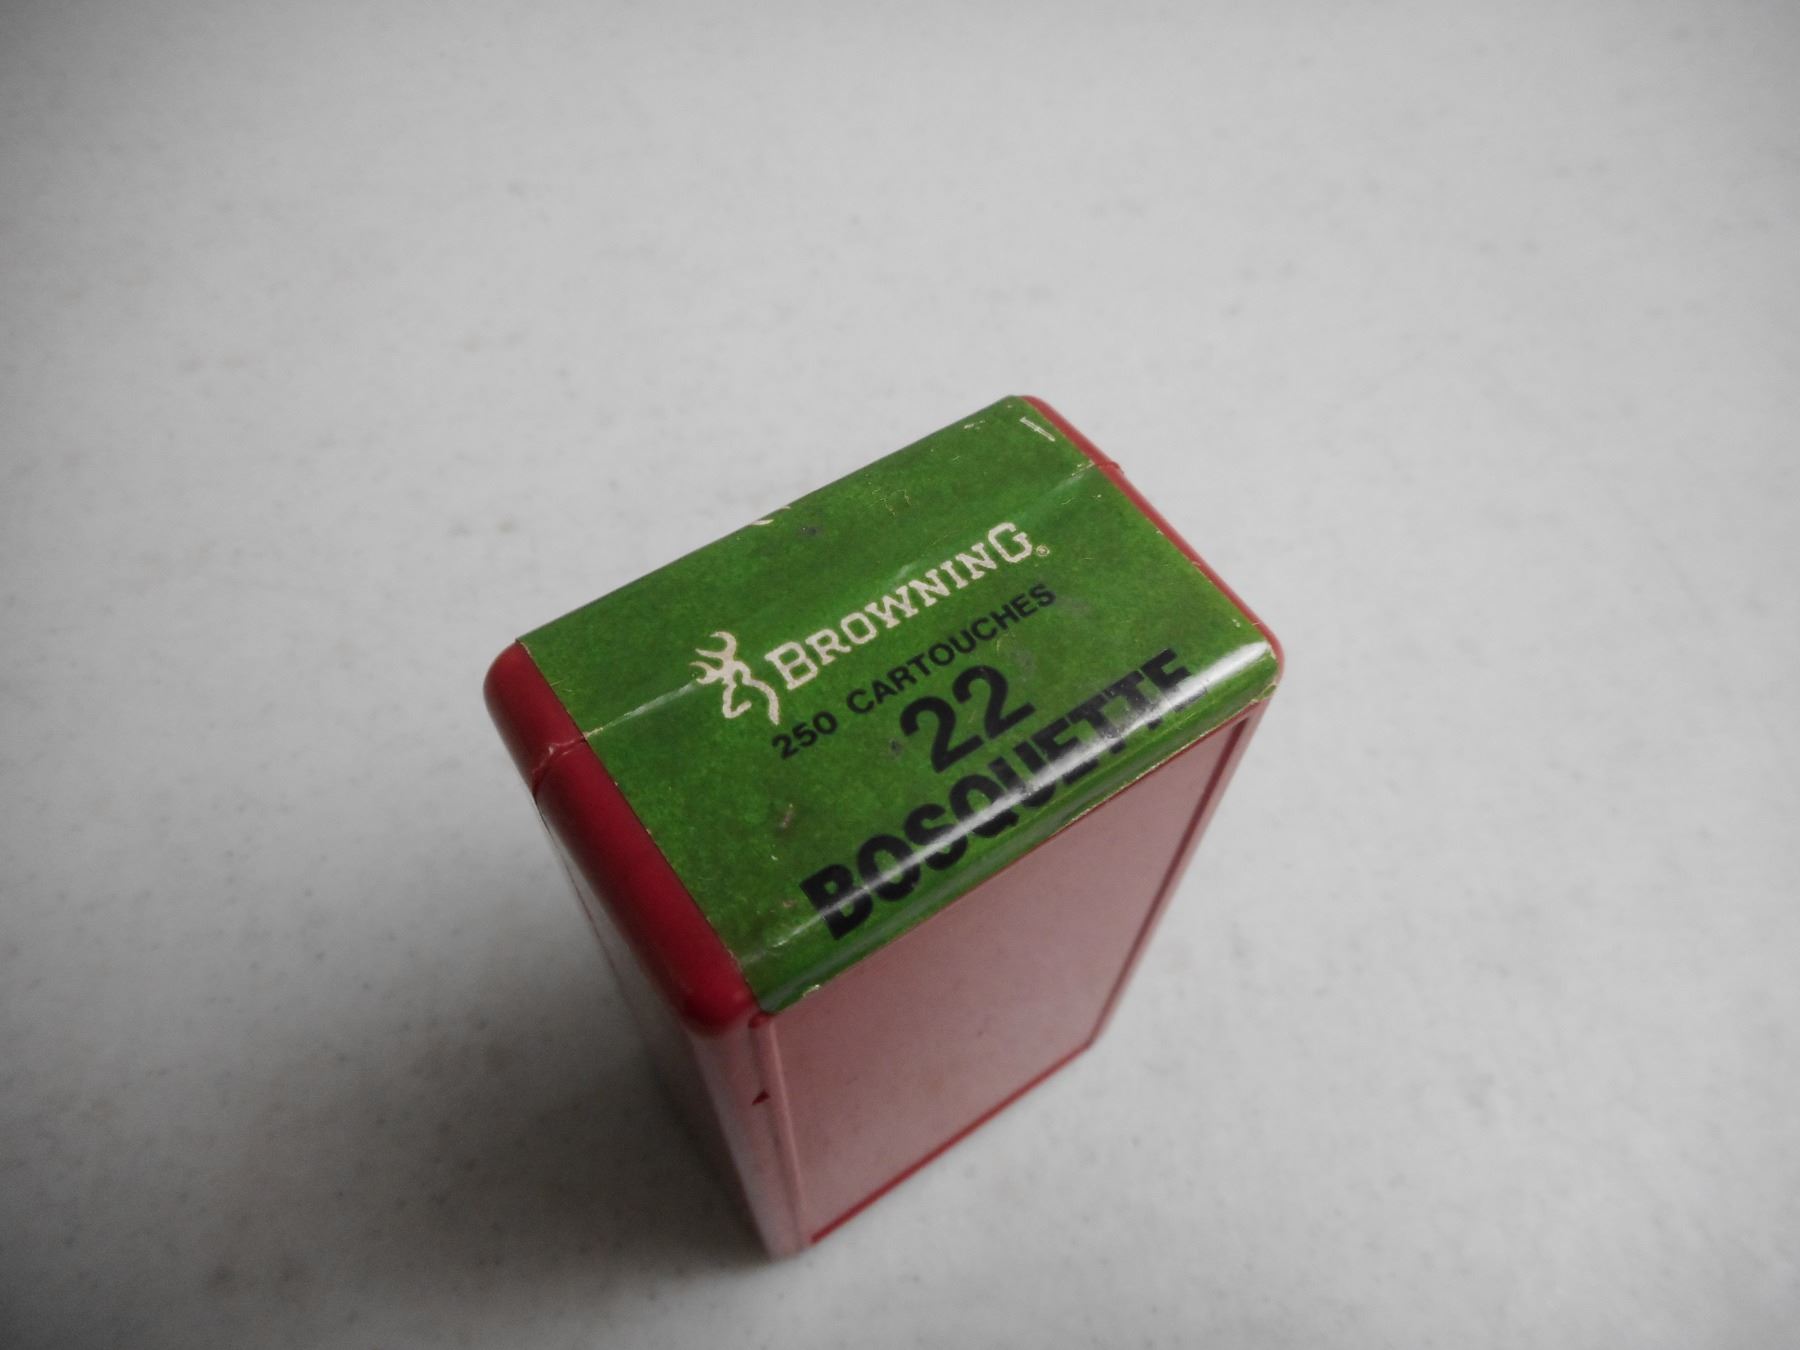 BROWNING®
250 CARTOUCHES
.22
BOSQUETTE